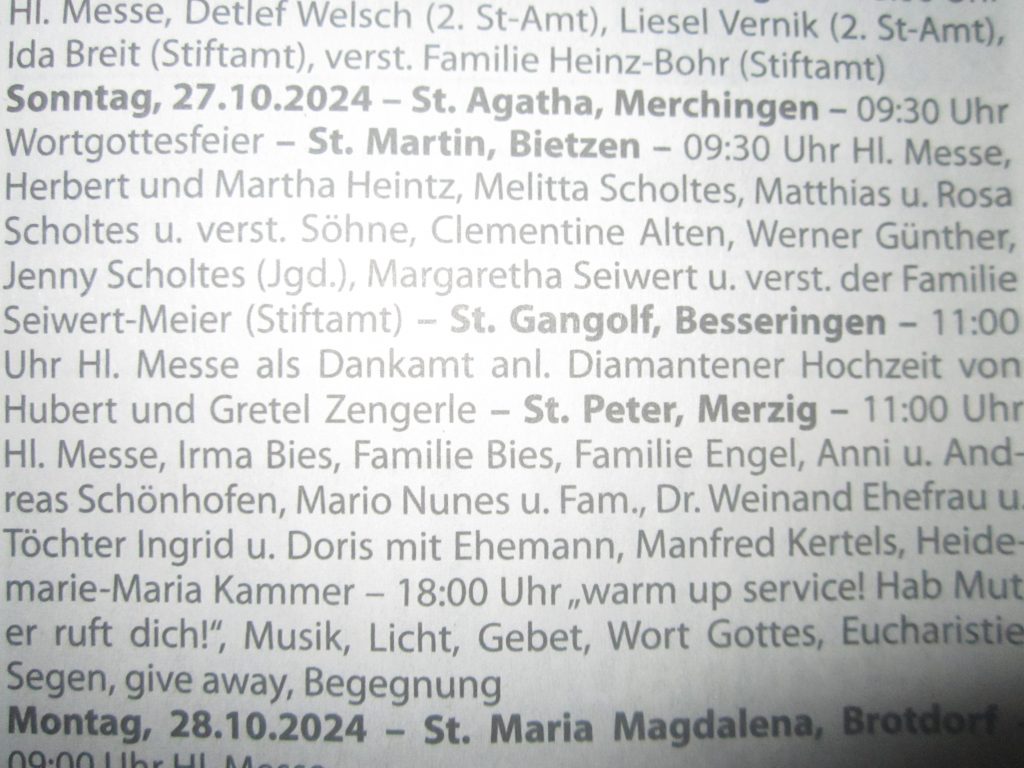 Hl. Messe, Detlef Welsch (2. St-Amt), Liesel Vernik (2. St-Amt),
Ida Breit (Stiftamt), verst. Familie Heinz-Bohr (Stiftamt)
Sonntag, 27.10.2024 – St. Agatha, Merchingen – 09:30 Uhr
Wortgottesfeier – St. Martin, Bietzen – 09:30 Uhr Hl. Messe,
Herbert und Martha Heintz, Melitta Scholtes, Matthias u. Rosa
Scholtes u. verst. Söhne, Clementine Alten, Werner Günther,
Jenny Scholtes (Jgd.), Margaretha Seiwert u. verst. der Familie
Seiwert-Meier (Stiftamt) – St. Gangolf, Besseringen – 11:00
Uhr Hl. Messe als Dankamt anl. Diamantener Hochzeit von
Hubert und Gretel Zengerle – St. Peter, Merzig – 11:00 Uhr
Hl. Messe, Irma Bies, Familie Bies, Familie Engel, Anni u. And-
reas Schönhofen, Mario Nunes u. Fam., Dr. Weinand Ehefrau u.
Töchter Ingrid u. Doris mit Ehemann, Manfred Kertels, Heide-
marie-Maria Kammer – 18:00 Uhr „warm up service! Hab Mut
er ruft dich!“, Musik, Licht, Gebet, Wort Gottes, Eucharistie
Segen, give away, Begegnung
Montag, 28.10.2024 – St. Maria Magdalena, Brotdorf -
09:00 Uhr Hl. Messe